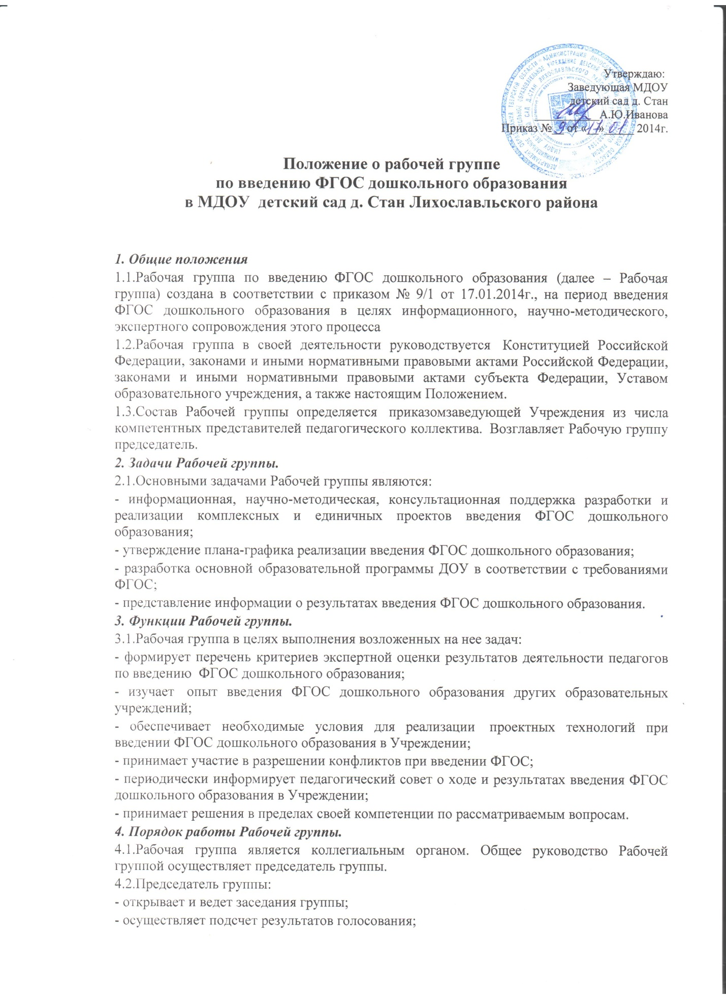 Утверждаю:
Заведующая МДОУ
детский сад д. Стан
А.Ю.Иванова
Приказ № 9/1 от «17» 01 2014г.
Положение о рабочей группе
по введению ФГОС дошкольного образования
в МДОУ детский сад д. Стан Лихославльского района
1. Общие положения
1.1.Рабочая группа по введению ФГОС дошкольного образования (далее – Рабочая
группа) создана в соответствии с приказом № 9/1 от 17.01.2014г., на период введения
ФГОС дошкольного образования в целях информационного, научно-методического,
экспертного сопровождения этого процесса
1.2.Рабочая группа в своей деятельности руководствуется Конституцией Российской
Федерации, законами и иными нормативными правовыми актами Российской Федерации,
законами и иными нормативными правовыми актами субъекта Федерации, Уставом
образовательного учреждения, а также настоящим Положением.
1.3.Состав Рабочей группы определяется приказомзаведующей Учреждения из числа
компетентных представителей педагогического коллектива. Возглавляет Рабочую группу
председатель.
2. Задачи Рабочей группы.
2.1.Основными задачами Рабочей группы являются:
- информационная, научно-методическая, консультационная поддержка разработки и
реализации комплексных и единичных проектов введения ФГОС дошкольного
образования;
- утверждение плана-графика реализации введения ФГОС дошкольного образования;
- разработка основной образовательной программы ДОУ в соответствии с требованиями
ФГОС;
- представление информации о результатах введения ФГОС дошкольного образования.
3. Функции Рабочей группы.
3.1.Рабочая группа в целях выполнения возложенных на нее задач:
- формирует перечень критериев экспертной оценки результатов деятельности педагогов
по введению ФГОС дошкольного образования;
- изучает опыт введения ФГОС дошкольного образования других образовательных
учреждений;
- обеспечивает необходимые условия для реализации проектных технологий при
введении ФГОС дошкольного образования в Учреждении;
- принимает участие в разрешении конфликтов при введении ФГОС;
- периодически информирует педагогический совет о ходе и результатах введения ФГОС
дошкольного образования в Учреждении;
- принимает решения в пределах своей компетенции по рассматриваемым вопросам.
4. Порядок работы Рабочей группы.
4.1.Рабочая группа является коллегиальным органом. Общее руководство Рабочей
группой осуществляет председатель группы.
4.2.Председатель группы:
- открывает и ведет заседания группы;
- осуществляет подсчет результатов голосования;